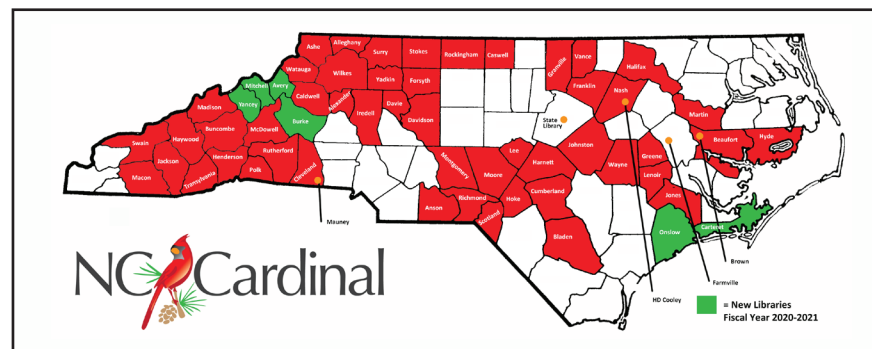 Ashe
Alleghany
Surry
Stokes
Rockingham
Caswell
Granville
Vance
Halifax
Watauga
Wilkes
Yadkin
Forsyth
Franklin
Nash
Mitchell
Avery
Caldwell
Alexander
Iredell
Davie
Davidson
Martin
Madison
Yancey
Burke
State
Library
Buncombe
McDowell
Swain
Haywood
Johnston
Wayne
Greene
Beaufort
Hyde
Jackson
Henderson
Rutherford
Cleveland
Montgomery
Lee
Moore
Harnett
Lenoir
Macon
Transylvania
Polk
Anson
Richmond
Scotland
Hoke
Cumberland
Jones
Mauney
Bladen
Onslow
Carteret
Brown
Farmville
HD Cooley
NC Cardinal
= New Libraries
Fiscal Year 2020-2021